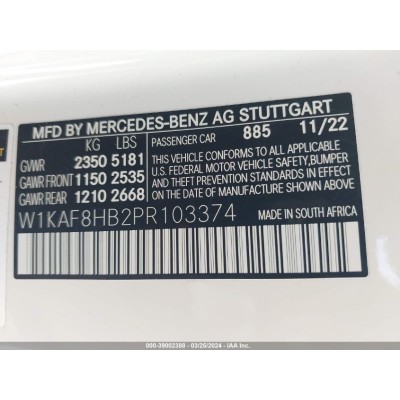 MFD BY MERCEDES-BENZ AG STUTTGART
KG LBS PASSENGER CAR 885 11/22
GVWR 2350 5181 THIS VEHICLE CONFORMS TO ALL APPLICABLE
GAWR FRONT 1150 2535 U.S. FEDERAL MOTOR VEHICLE SAFETY, BUMPER
GAWR REAR 1210 2668 AND THEFT PREVENTION STANDARDS IN EFFECT
ON THE DATE OF MANUFACTURE SHOWN ABOVE.
W1KAF8HB2PR103374 MADE IN SOUTH AFRICA
000-39002388 - 03/25/2024 - IAA Inc.